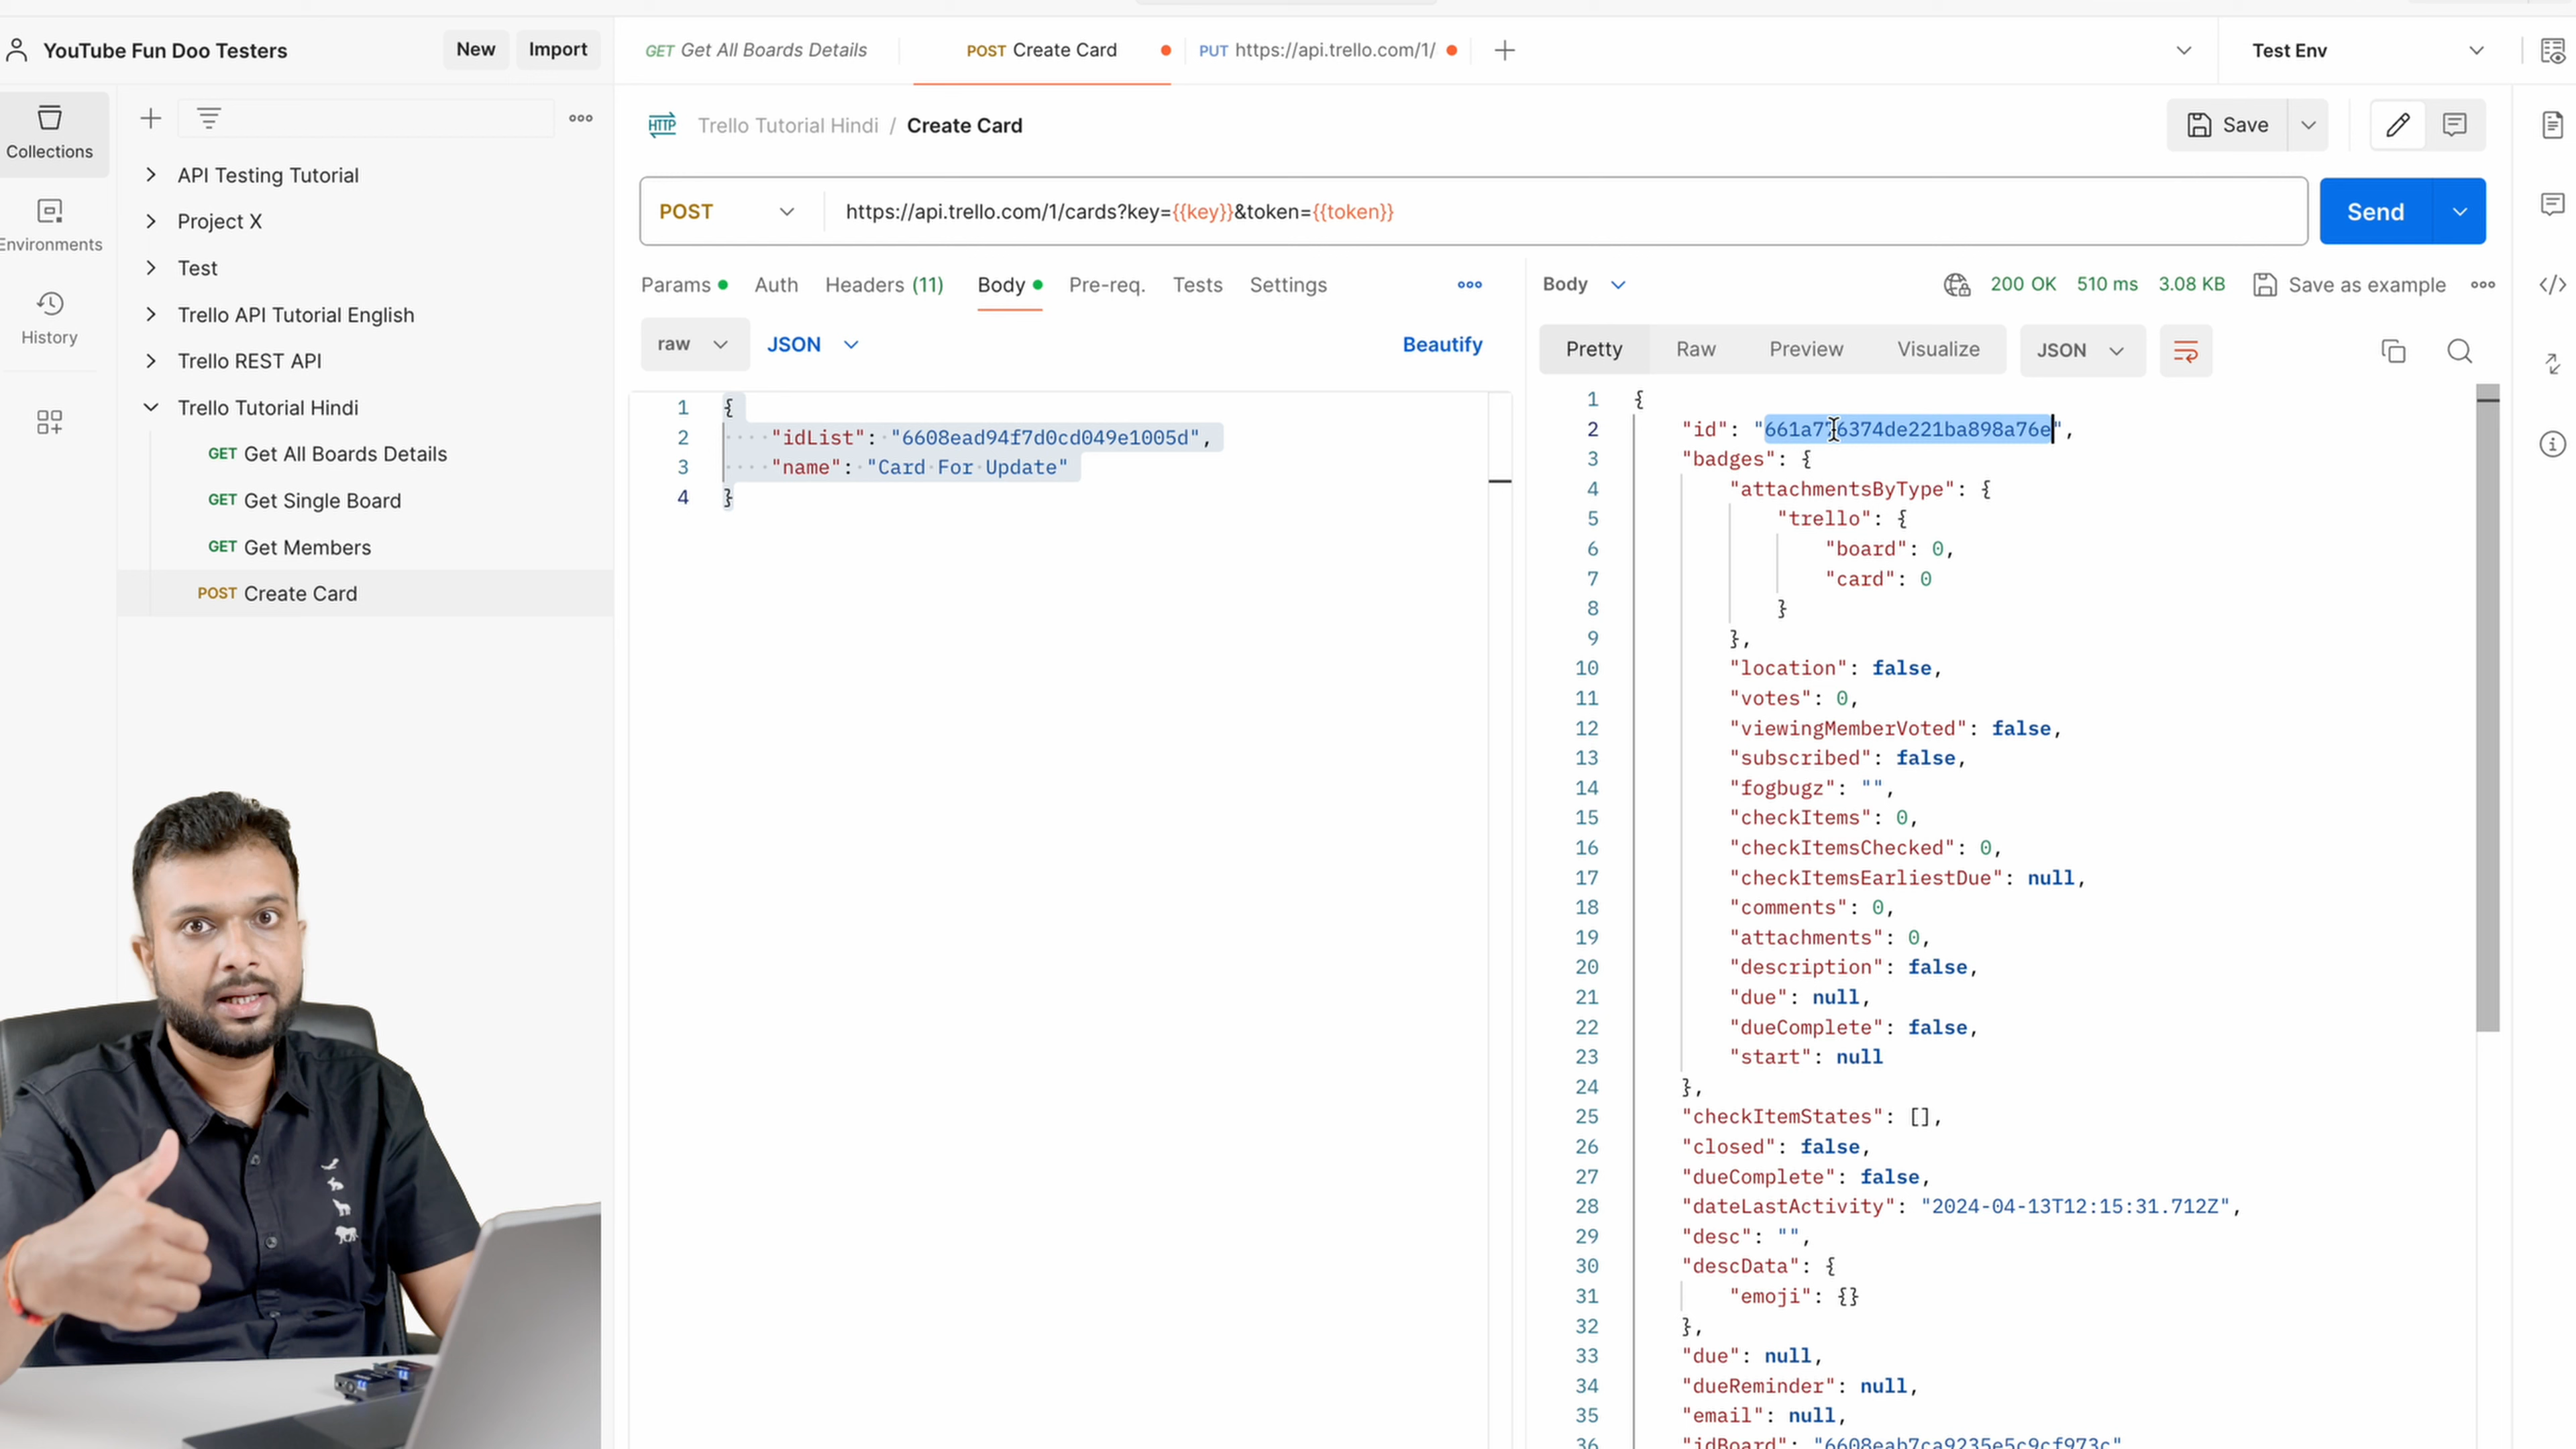 YouTube Fun Doo Testers
New Import
GET Get All Boards Details
POST Create Card
PUT https://api.trello.com/1/
Test Env
Collections
Environments
History
API Testing Tutorial
Project X
Test
Trello API Tutorial English
Trello REST API
Trello Tutorial Hindi
GET Get All Boards Details
GET Get Single Board
GET Get Members
POST Create Card
HTTP Trello Tutorial Hindi / Create Card
Save
POST https://api.trello.com/1/cards?key={{key}}&token={{token}}
Send
Params Auth Headers (11) Body Pre-req. Tests Settings
raw JSON Beautify
1 {
2 "idList": "6608ead94f7d0cd049e1005d",
3 "name": "Card For Update"
4 }
Body 200 OK 510 ms 3.08 KB Save as example
Pretty Raw Preview Visualize JSON
1 {
2 "id": "661a776374de221ba898a76e",
3 "badges": {
4 "attachmentsByType": {
5 "trello": {
6 "board": 0,
7 "card": 0
8 }
9 },
10 "location": false,
11 "votes": 0,
12 "viewingMemberVoted": false,
13 "subscribed": false,
14 "fogbugz": "",
15 "checkItems": 0,
16 "checkItemsChecked": 0,
17 "checkItemsEarliestDue": null,
18 "comments": 0,
19 "attachments": 0,
20 "description": false,
21 "due": null,
22 "dueComplete": false,
23 "start": null
24 },
25 "checkItemStates": [],
26 "closed": false,
27 "dueComplete": false,
28 "dateLastActivity": "2024-04-13T12:15:31.712Z",
29 "desc": "",
30 "descData": {
31 "emoji": {}
32 },
33 "due": null,
34 "dueReminder": null,
35 "email": null,
36 "idBoard": "6608eab7ca9235e5c9cf973c"